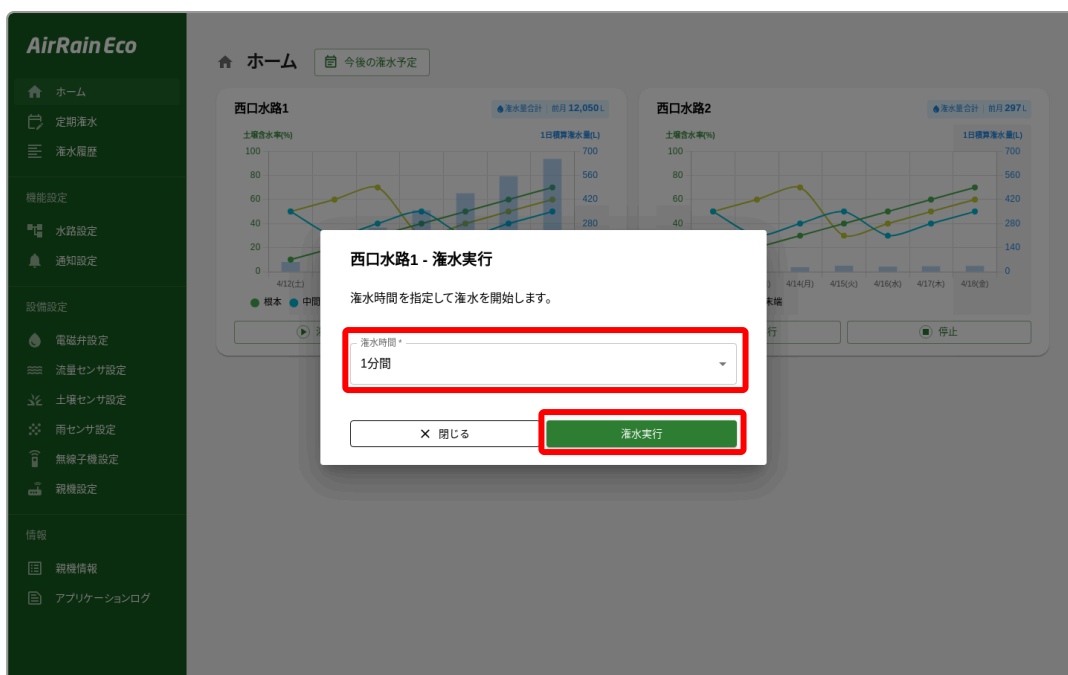 AirRain Eco
ホーム
定期潅水
潅水履歴
機能設定
水路設定
通知設定
設備設定
電磁弁設定
流量センサ設定
土壌センサ設定
雨センサ設定
無線子機設定
親機設定
情報
親機情報
アプリケーションログ
ホーム 今後の潅水予定
西口水路1 潅水量合計 前月 12,050 L
土壌含水率(%) 1日積算潅水量(L)
100 700
80 560
60 420
40 280
20
0
4/12(土)
根本 中間
西口水路2 潅水量合計 前月 297 L
土壌含水率(%) 1日積算潅水量(L)
100 700
80 560
60 420
40 280
140
0
4/14(月) 4/15(火) 4/16(水) 4/17(木) 4/18(金)
末端
行 停止
西口水路1 - 潅水実行
潅水時間を指定して潅水を開始します。
潅水時間 *
1分間
閉じる 潅水実行